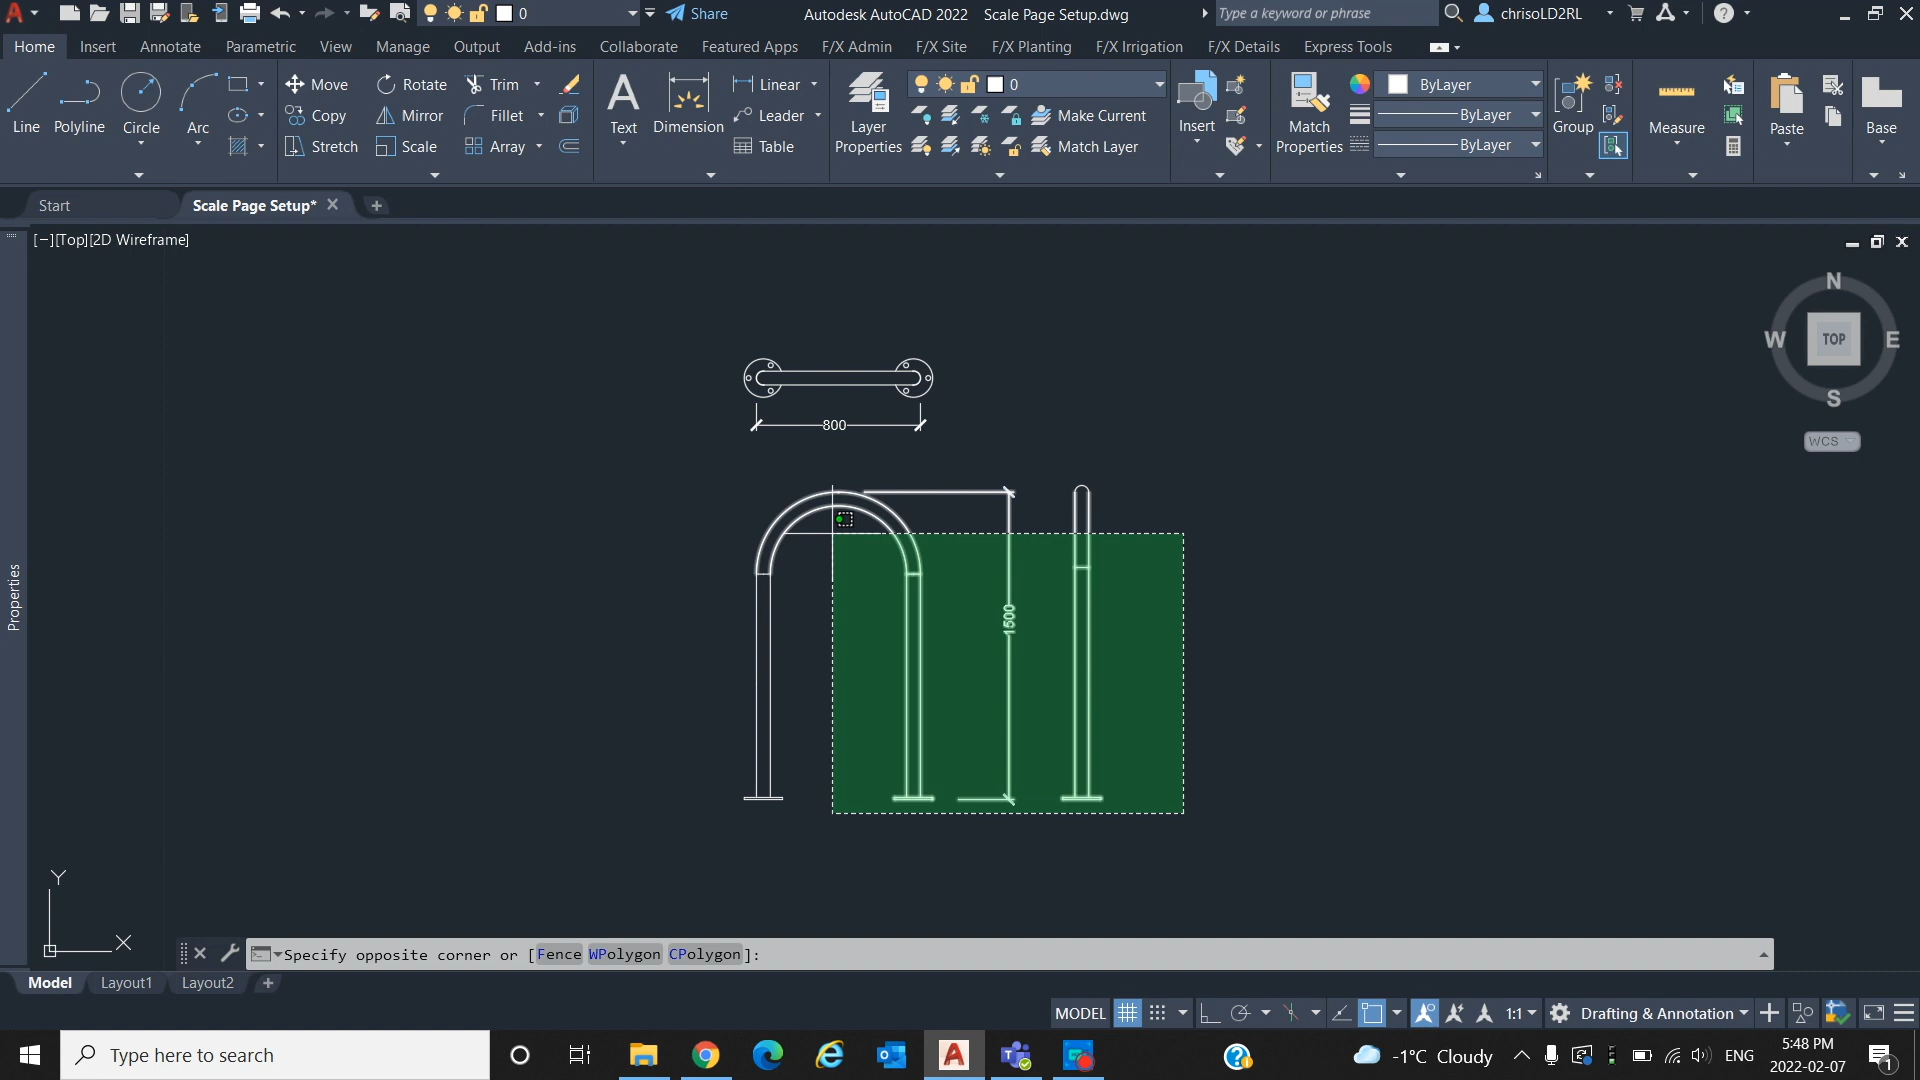 0
Share
Autodesk AutoCAD 2022 Scale Page Setup.dwg
Type a keyword or phrase
chrisoLD2RL
Home Insert Annotate Parametric View Manage Output Add-ins Collaborate Featured Apps F/X Admin F/X Site F/X Planting F/X Irrigation F/X Details Express Tools
Line Polyline Circle Arc
Move Rotate Trim
Copy Mirror Fillet
Stretch Scale Array
Text Dimension
Linear
Leader
Table
Layer Properties
0
Make Current
Match Layer
Insert
Match Properties
ByLayer
ByLayer
ByLayer
Group
Measure
Paste
Base
Start Scale Page Setup*
[−][Top][2D Wireframe]
N
W TOP E
S
WCS
800
1500
Properties
Y
X
Specify opposite corner or [Fence WPolygon CPolygon]:
Model Layout1 Layout2
MODEL 1:1 Drafting & Annotation
Type here to search
-1°C Cloudy ENG
5:48 PM
2022-02-07
1